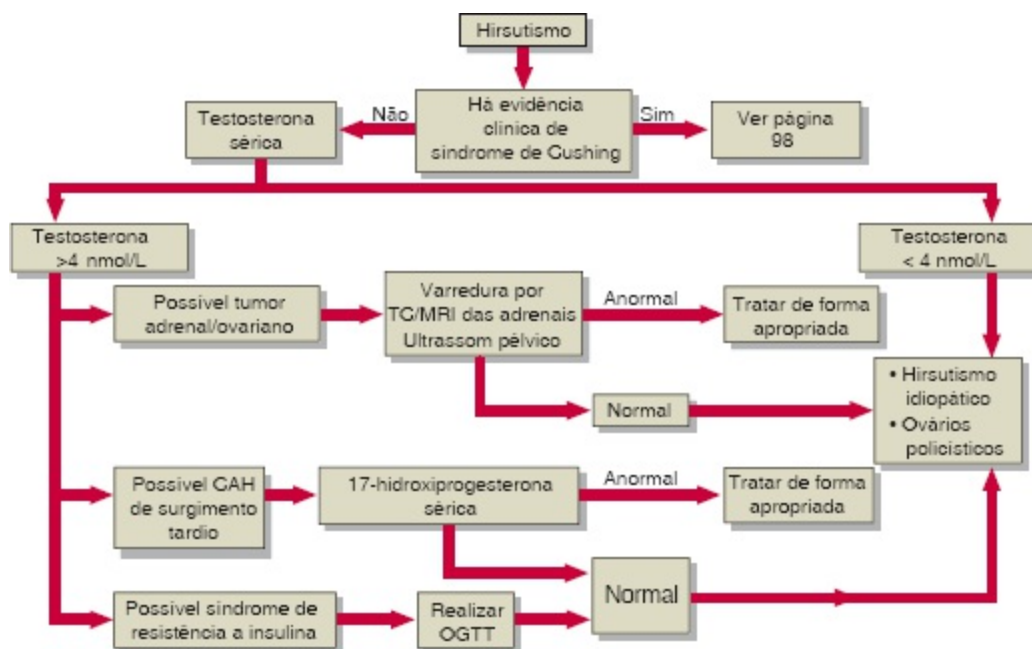 Hirsutismo
Não
Há evidência
clínica de
síndrome de Gushing
Sim
Testosterona
sérica
Ver página
98
Testosterona
>4 nmol/L
Testosterona
< 4 nmol/L
Possível tumor
adrenal/ovariano
Varredura por
TG/MRI das adrenais
Ultrassom pélvico
Anormal
Tratar de forma
apropriada
Normal
• Hirsutismo
idiopático
• Ovários
policísticos
Possível GAH
de surgimento
tardio
17-hidroxiprogesterona
sérica
Anormal
Tratar de forma
apropriada
Normal
Possível síndrome de
resistência a insulina
Realizar
OGTT